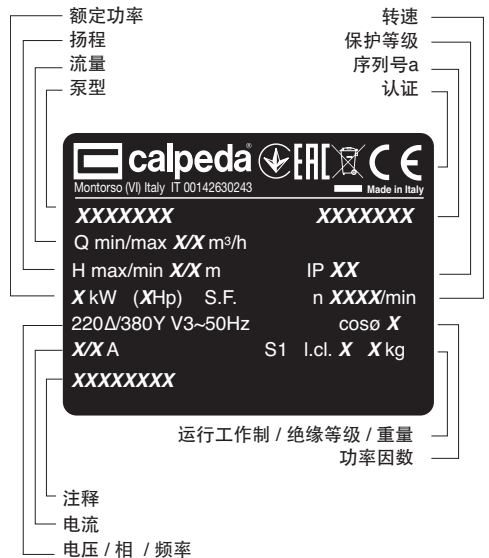 额定功率
扬程
流量
泵型
转速
保护等级
序列号a
认证
calpeda®
EAC CE
Montorso (VI) Italy IT 00142630243
Made in Italy
XXXXXXX XXXXXXX
Q min/max X/X m³/h
H max/min X/X m IP XX
X kW (XHp) S.F. n XXXX/min
220Δ/380Y V3~50Hz cosø X
X/X A S1 I.cl. X X kg
XXXXXXXX
运行工作制 / 绝缘等级 / 重量
功率因数
注释
电流
电压 / 相 / 频率